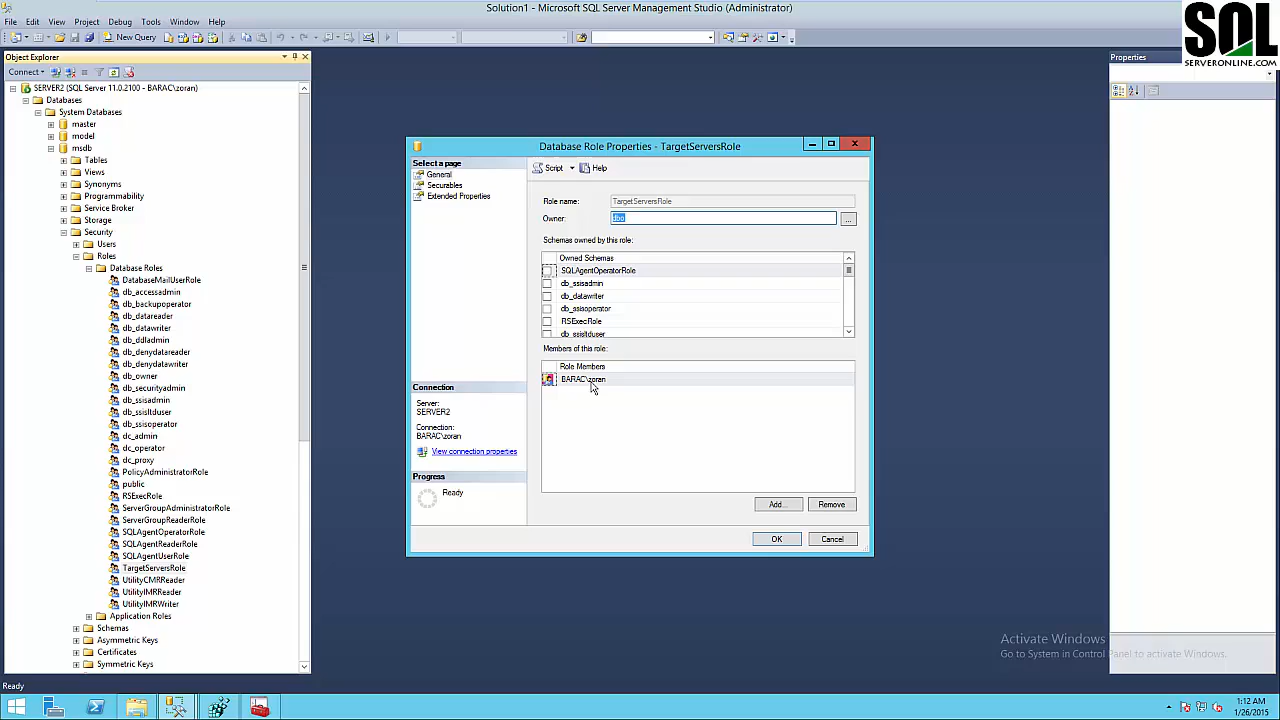 Solution1 - Microsoft SQL Server Management Studio (Administrator)
SQL
SERVERONLINE.COM
File Edit View Project Debug Tools Window Help
New Query
Object Explorer
Connect
SERVER2 (SQL Server 11.0.2100 - BARAC\zoran)
Databases
System Databases
master
model
msdb
Tables
Views
Synonyms
Programmability
Service Broker
Storage
Security
Users
Roles
Database Roles
DatabaseMailUserRole
db_accessadmin
db_backupoperator
db_datareader
db_datawriter
db_ddladmin
db_denydatareader
db_denydatawriter
db_owner
db_securityadmin
db_ssisadmin
db_ssisltduser
db_ssisoperator
dc_admin
dc_operator
dc_proxy
PolicyAdministratorRole
public
RSExecRole
ServerGroupAdministratorRole
ServerGroupReaderRole
SQLAgentOperatorRole
SQLAgentReaderRole
SQLAgentUserRole
TargetServersRole
UtilityCMRReader
UtilityIMRReader
UtilityIMRWriter
Application Roles
Schemas
Asymmetric Keys
Certificates
Symmetric Keys
Database Role Properties - TargetServersRole
Select a page
General
Securables
Extended Properties
Connection
Server:
SERVER2
Connection:
BARAC\zoran
View connection properties
Progress
Ready
Script Help
Role name: TargetServersRole
Owner: dbo
...
Schemas owned by this role:
Owned Schemas
SQLAgentOperatorRole
db_ssisadmin
db_datawriter
db_ssisoperator
RSExecRole
db_ssisltduser
Members of this role:
Role Members
BARAC\zoran
Add... Remove
OK Cancel
Properties
Activate Windows
Go to System in Control Panel to activate Windows.
Ready
1:12 AM
1/26/2015